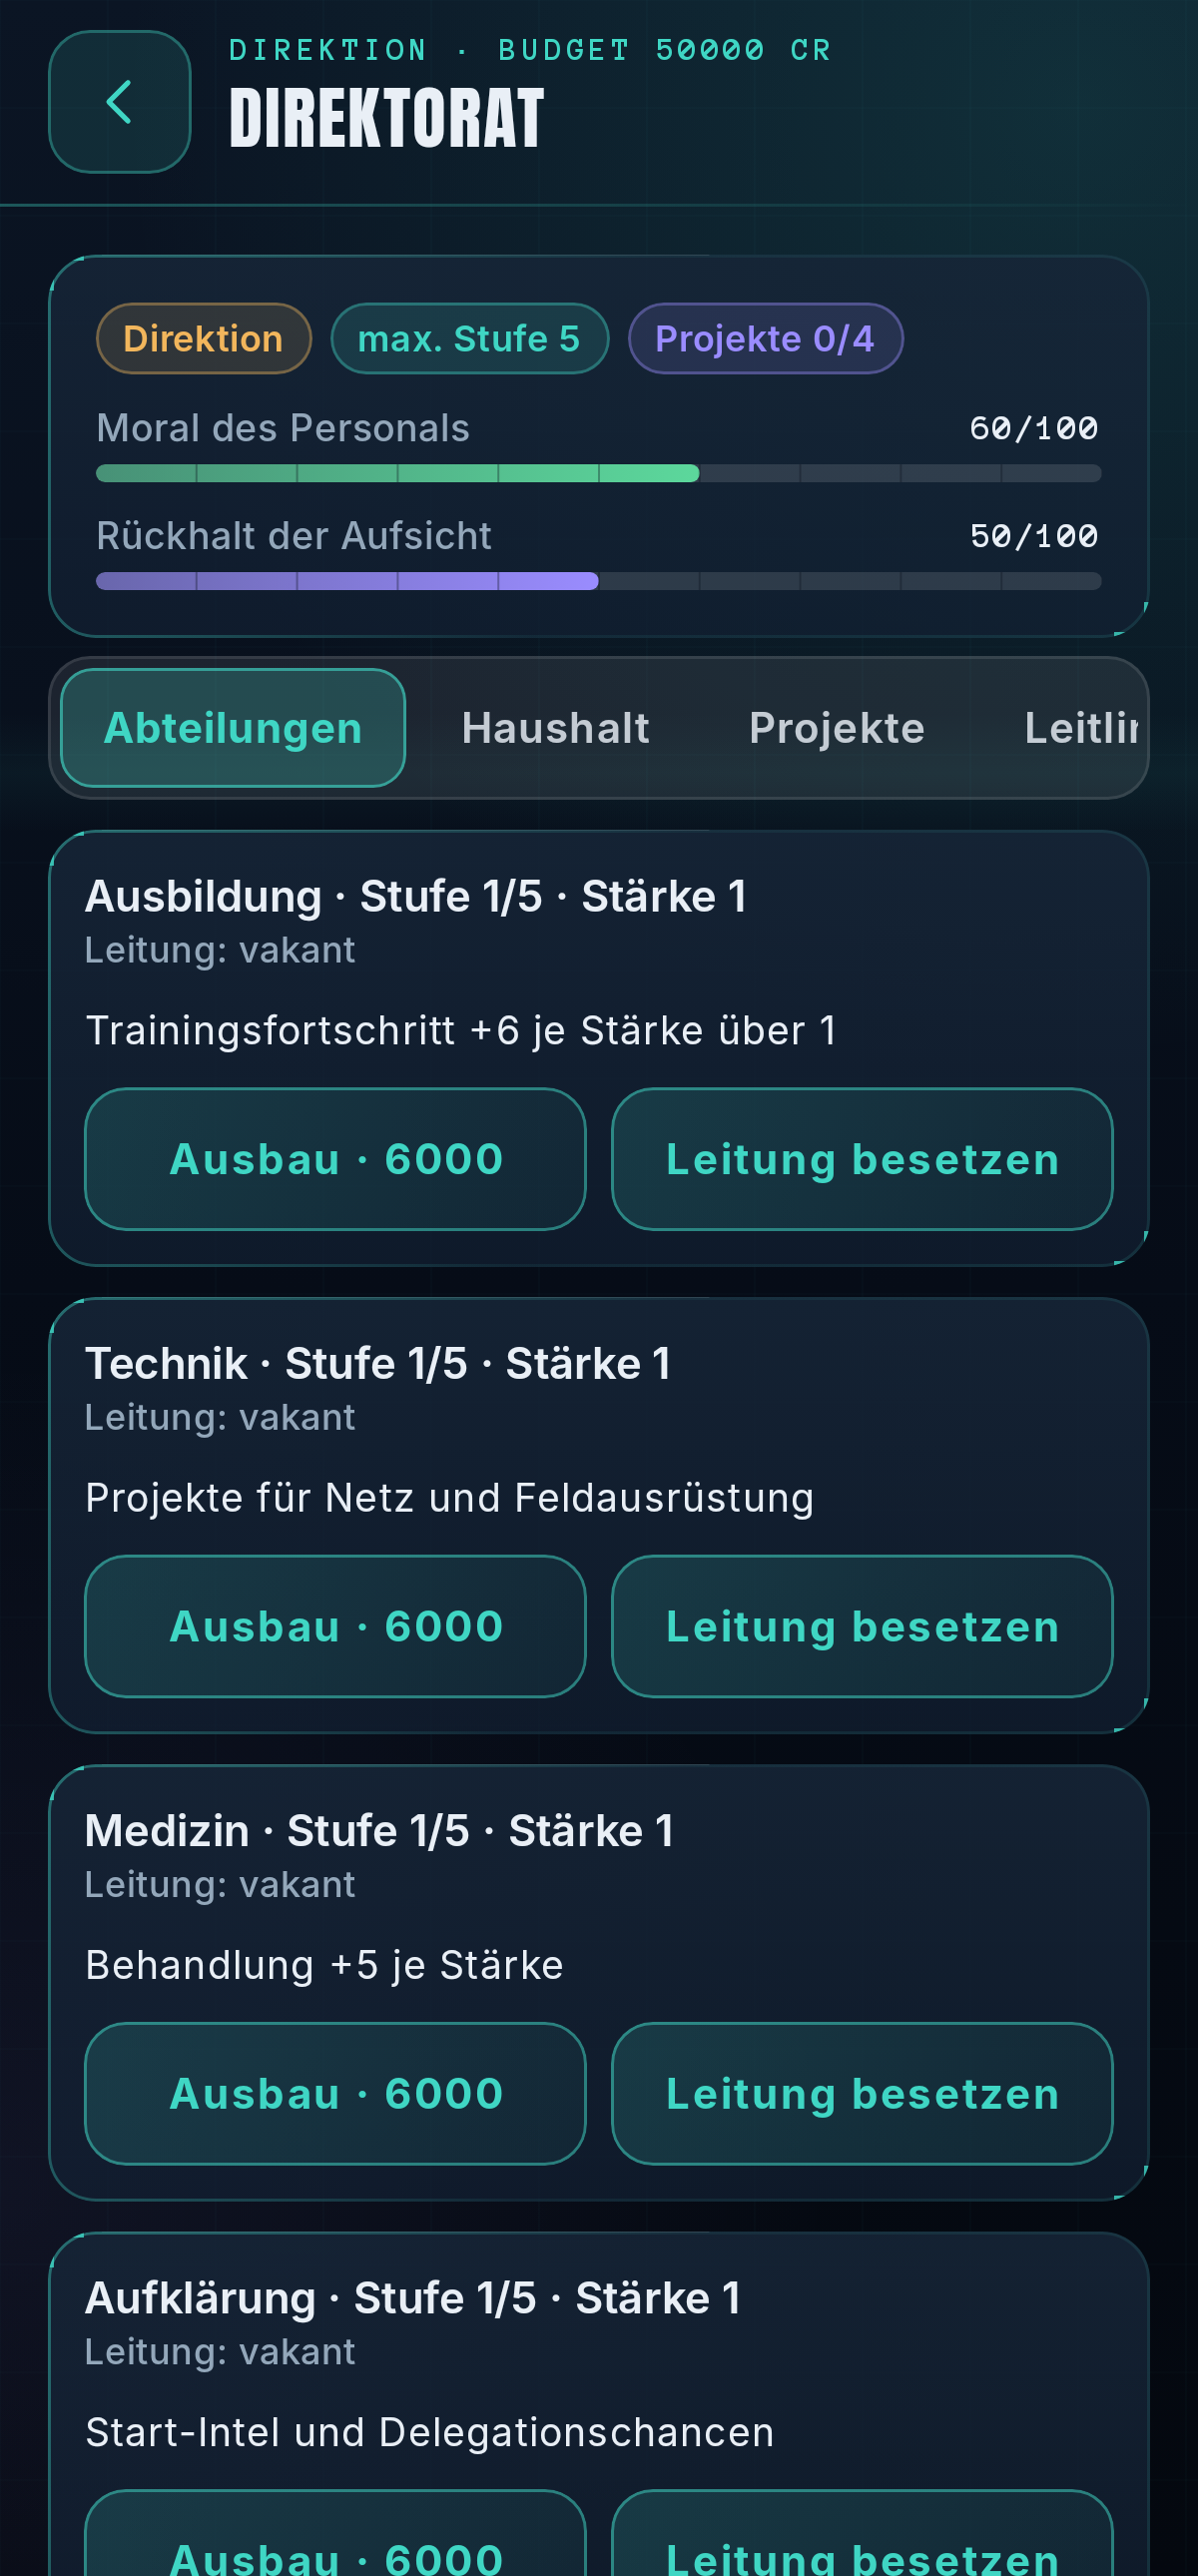 DIREKTION · BUDGET 50000 CR
DIREKTORAT
Direktion max. Stufe 5 Projekte 0/4
Moral des Personals 60/100
Rückhalt der Aufsicht 50/100
Abteilungen Haushalt Projekte
Ausbildung · Stufe 1/5 · Stärke 1
Leitung: vakant
Trainingsfortschritt +6 je Stärke über 1
Ausbau · 6000 Leitung besetzen
Technik · Stufe 1/5 · Stärke 1
Leitung: vakant
Projekte für Netz und Feldausrüstung
Ausbau · 6000 Leitung besetzen
Medizin · Stufe 1/5 · Stärke 1
Leitung: vakant
Behandlung +5 je Stärke
Ausbau · 6000 Leitung besetzen
Aufklärung · Stufe 1/5 · Stärke 1
Leitung: vakant
Start-Intel und Delegationschancen
Ausbau · 6000 Leitung besetzen